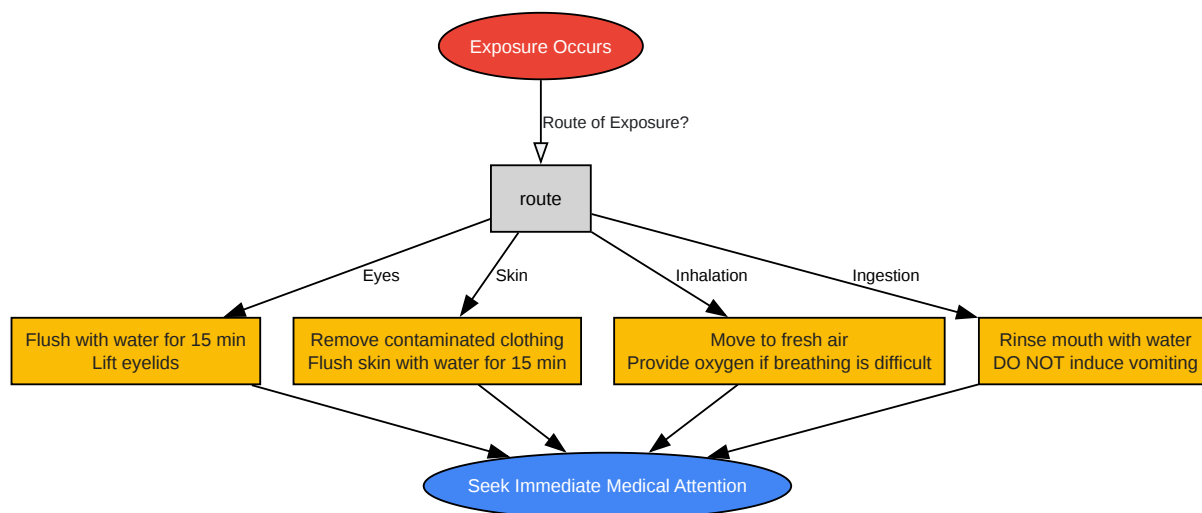 Exposure Occurs
Route of Exposure?
route
Eyes
Skin
Inhalation
Ingestion
Flush with water for 15 min
Lift eyelids
Remove contaminated clothing
Flush skin with water for 15 min
Move to fresh air
Provide oxygen if breathing is difficult
Rinse mouth with water
DO NOT induce vomiting
Seek Immediate Medical Attention